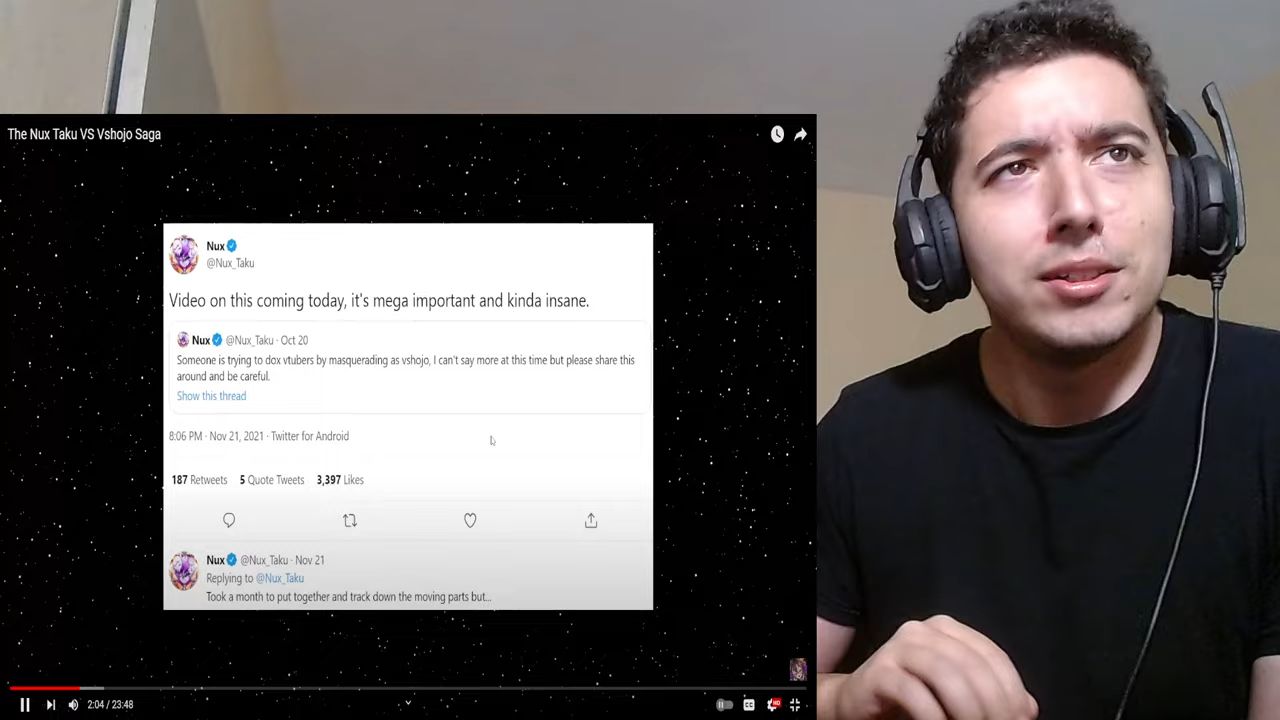 The Nux Taku VS Vshojo Saga
Nux
@Nux_Taku
Video on this coming today, it's mega important and kinda insane.
Nux @Nux_Taku · Oct 20
Someone is trying to dox vtubers by masquerading as vshojo, I can't say more at this time but please share this
around and be careful.
Show this thread
8:06 PM · Nov 21, 2021 · Twitter for Android
187 Retweets 5 Quote Tweets 3,397 Likes
Nux @Nux_Taku · Nov 21
Replying to @Nux_Taku
Took a month to put together and track down the moving parts but...
2:04 / 23:48
CC
HD